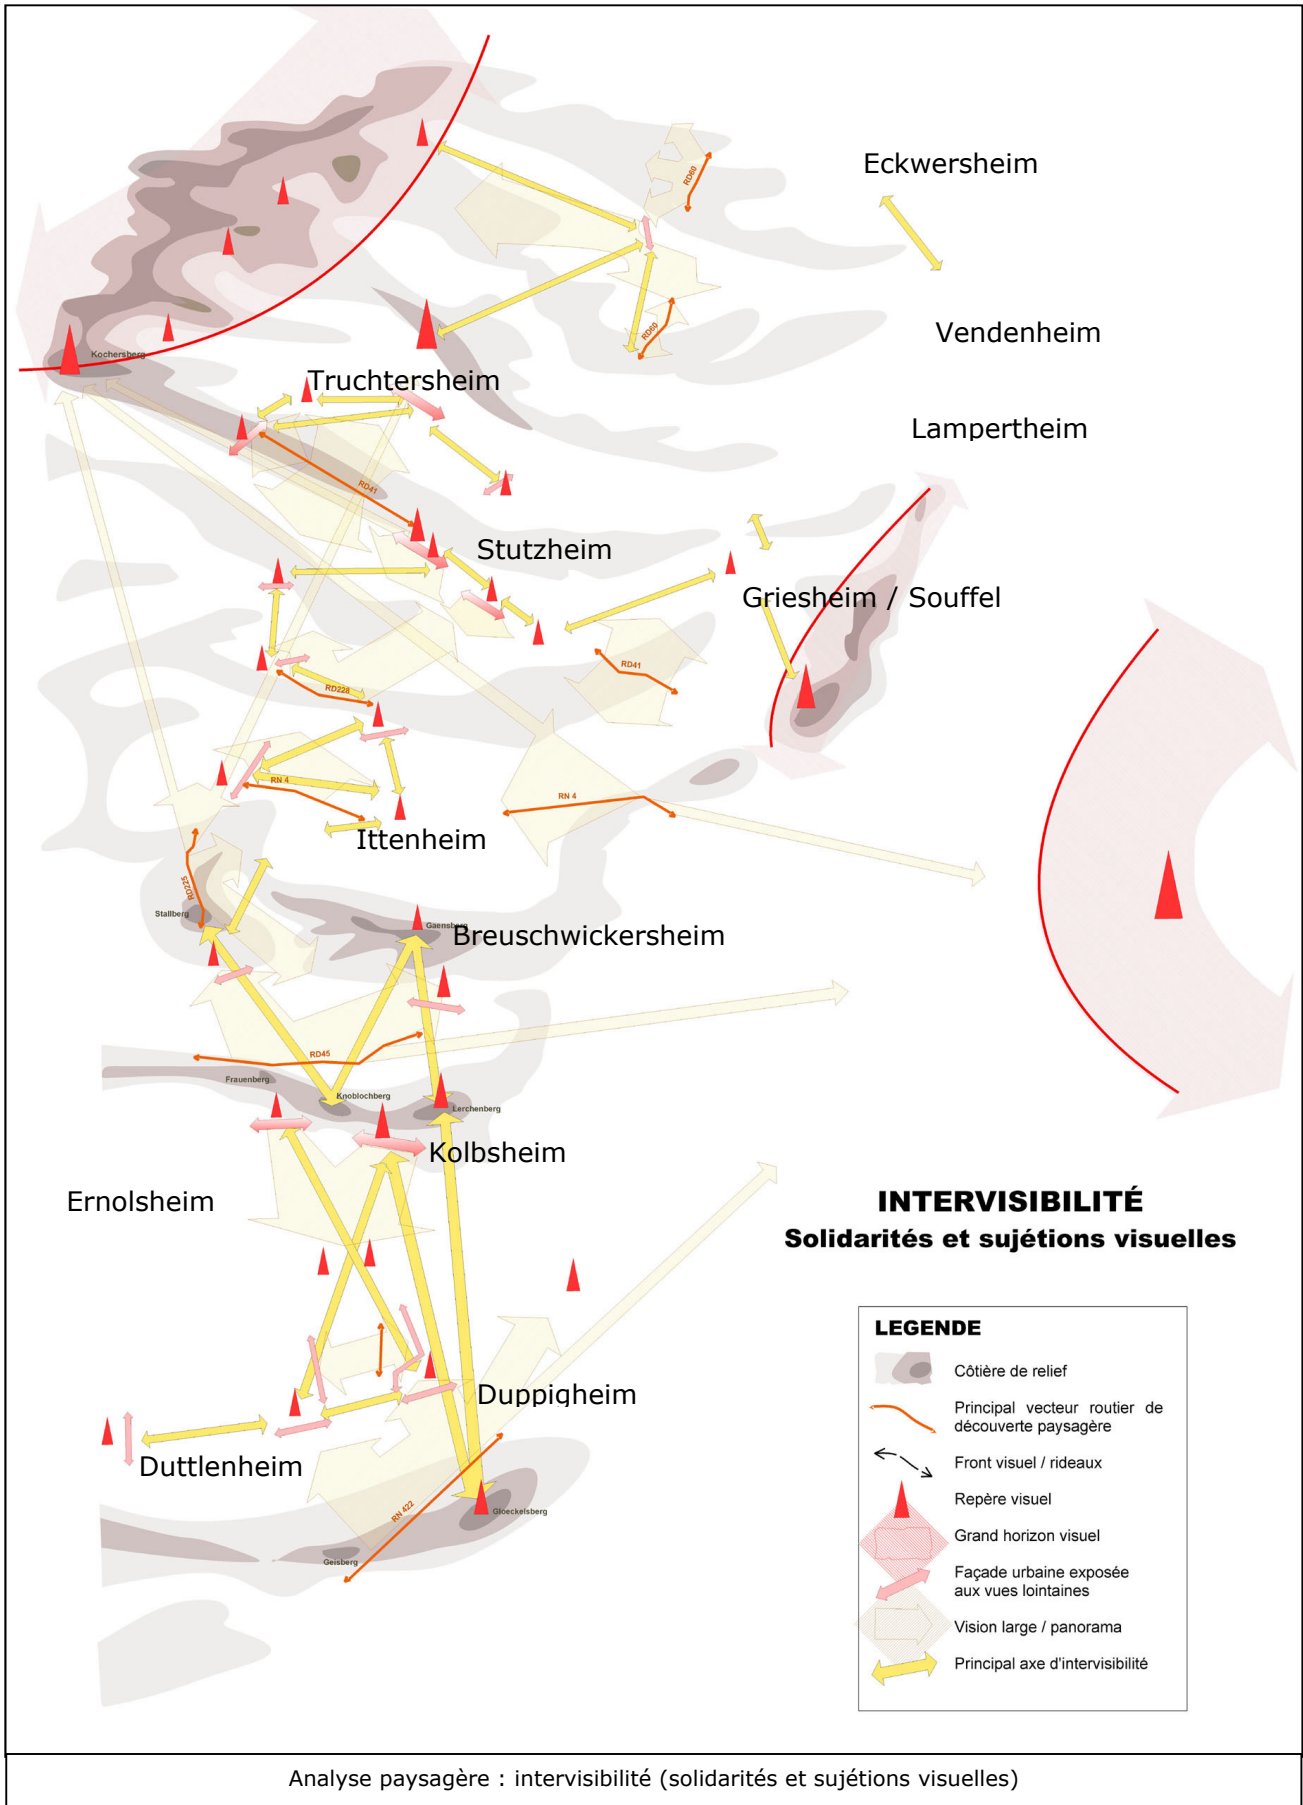 Eckwersheim
RD60
Vendenheim
RD60
Kochersberg
Truchtersheim
Lampertheim
RD41
Stutzheim
Griesheim / Souffel
RD41
RD228
RN 4
RN 4
Ittenheim
RD225
Stallberg
Gaensberg
Breuschwickersheim
RD45
Frauenberg
Knoblochberg
Lerchenberg
Kolbsheim
Ernolsheim
INTERVISIBILITÉ
Solidarités et sujétions visuelles
Duppigheim
Duttlenheim
RN 422
Gloeckelsberg
Geisberg
LEGENDE
Côtière de relief
Principal vecteur routier de
découverte paysagère
Front visuel / rideaux
Repère visuel
Grand horizon visuel
Façade urbaine exposée
aux vues lointaines
Vision large / panorama
Principal axe d'intervisibilité
Analyse paysagère : intervisibilité (solidarités et sujétions visuelles)